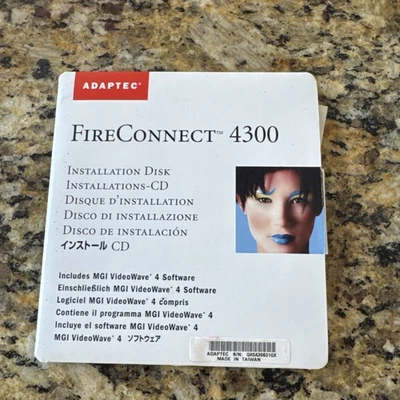 ADAPTEC
FIRECONNECT™ 4300
INSTALLATION DISK
INSTALLATIONS-CD
DISQUE D'INSTALLATION
DISCO DI INSTALLAZIONE
DISCO DE INSTALACIÓN
インストール CD
Includes MGI VideoWave® 4 Software
Einschließlich MGI VideoWave® 4 Software
Logiciel MGI VideoWave® 4 compris
Contiene il programma MGI VideoWave® 4
Incluye el software MGI VideoWave® 4
MGI VideoWave® 4 ソフトウェア
ADAPTEC S/N:
MADE IN TAIWAN